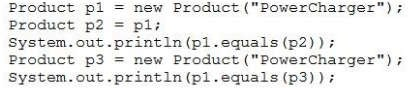 Product p1 = new Product("PowerCharger");
Product p2 = p1;
System.out.println(p1.equals(p2));
Product p3 = new Product("PowerCharger");
System.out.println(p1.equals(p3));